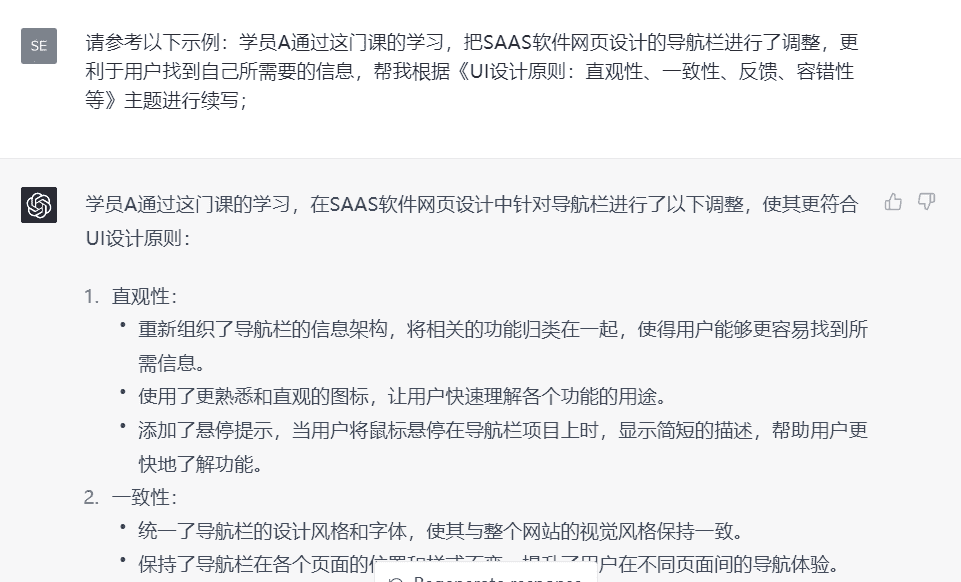 SE
请参考以下示例：学员A通过这门课的学习，把SAAS软件网页设计的导航栏进行了调整，更
利于用户找到自己所需要的信息，帮我根据《UI设计原则：直观性、一致性、反馈、容错性
等》主题进行续写；
学员A通过这门课的学习，在SAAS软件网页设计中针对导航栏进行了以下调整，使其更符合
UI设计原则：
1. 直观性：
• 重新组织了导航栏的信息架构，将相关的功能归类在一起，使得用户能够更容易找到所
需信息。
• 使用了更熟悉和直观的图标，让用户快速理解各个功能的用途。
• 添加了悬停提示，当用户将鼠标悬停在导航栏项目上时，显示简短的描述，帮助用户更
快地了解功能。
2. 一致性：
• 统一了导航栏的设计风格和字体，使其与整个网站的视觉风格保持一致。
• 保持了导航栏在各个页面的位置和样式不变，提升了用户在不同页面间的导航体验。
Regenerate response